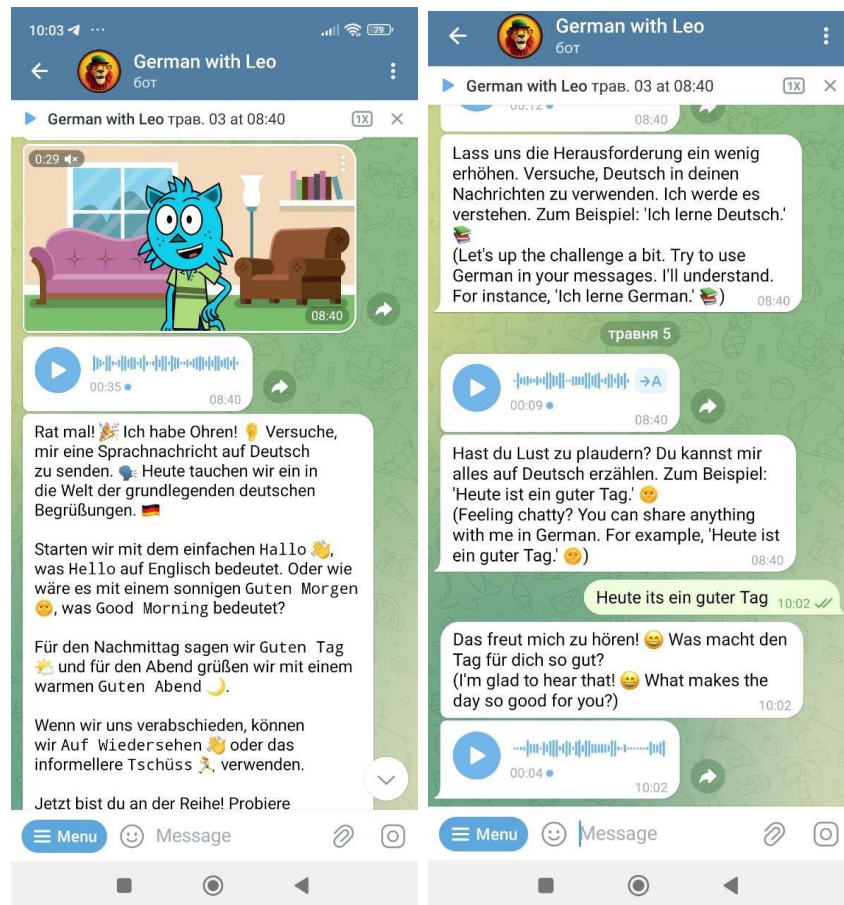 10:03 ...
79
German with Leo
бот
German with Leo трав. 03 at 08:40
1X
0:29
08:40
00:35
08:40
Rat mal! 🎉 Ich habe Ohren! 👂 Versuche,
mir eine Sprachnachricht auf Deutsch
zu senden. 🗣️ Heute tauchen wir ein in
die Welt der grundlegenden deutschen
Begrüßungen. 🇩🇪
Starten wir mit dem einfachen Hallo 👋,
was Hello auf Englisch bedeutet. Oder wie
wäre es mit einem sonnigen Guten Morgen
🌞, was Good Morning bedeutet?
Für den Nachmittag sagen wir Guten Tag
🌤️ und für den Abend grüßen wir mit einem
warmen Guten Abend 🌙.
Wenn wir uns verabschieden, können
wir Auf Wiedersehen 👋 oder das
informellere Tschüss 🏃 verwenden.
Jetzt bist du an der Reihe! Probiere
Menu
Message
German with Leo
бот
German with Leo трав. 03 at 08:40
1X
00:12
08:40
Lass uns die Herausforderung ein wenig
erhöhen. Versuche, Deutsch in deinen
Nachrichten zu verwenden. Ich werde es
verstehen. Zum Beispiel: 'Ich lerne Deutsch.'
📚
(Let's up the challenge a bit. Try to use
German in your messages. I'll understand.
For instance, 'Ich lerne German.' 📚)
08:40
травня 5
→A
00:09
08:40
Hast du Lust zu plaudern? Du kannst mir
alles auf Deutsch erzählen. Zum Beispiel:
'Heute ist ein guter Tag.' 🌞
(Feeling chatty? You can share anything
with me in German. For example, 'Heute ist
ein guter Tag.' 🌞)
08:40
Heute its ein guter Tag 10:02
Das freut mich zu hören! 😄 Was macht den
Tag für dich so gut?
(I'm glad to hear that! 😄 What makes the
day so good for you?)
10:02
00:04
10:02
Menu
Message